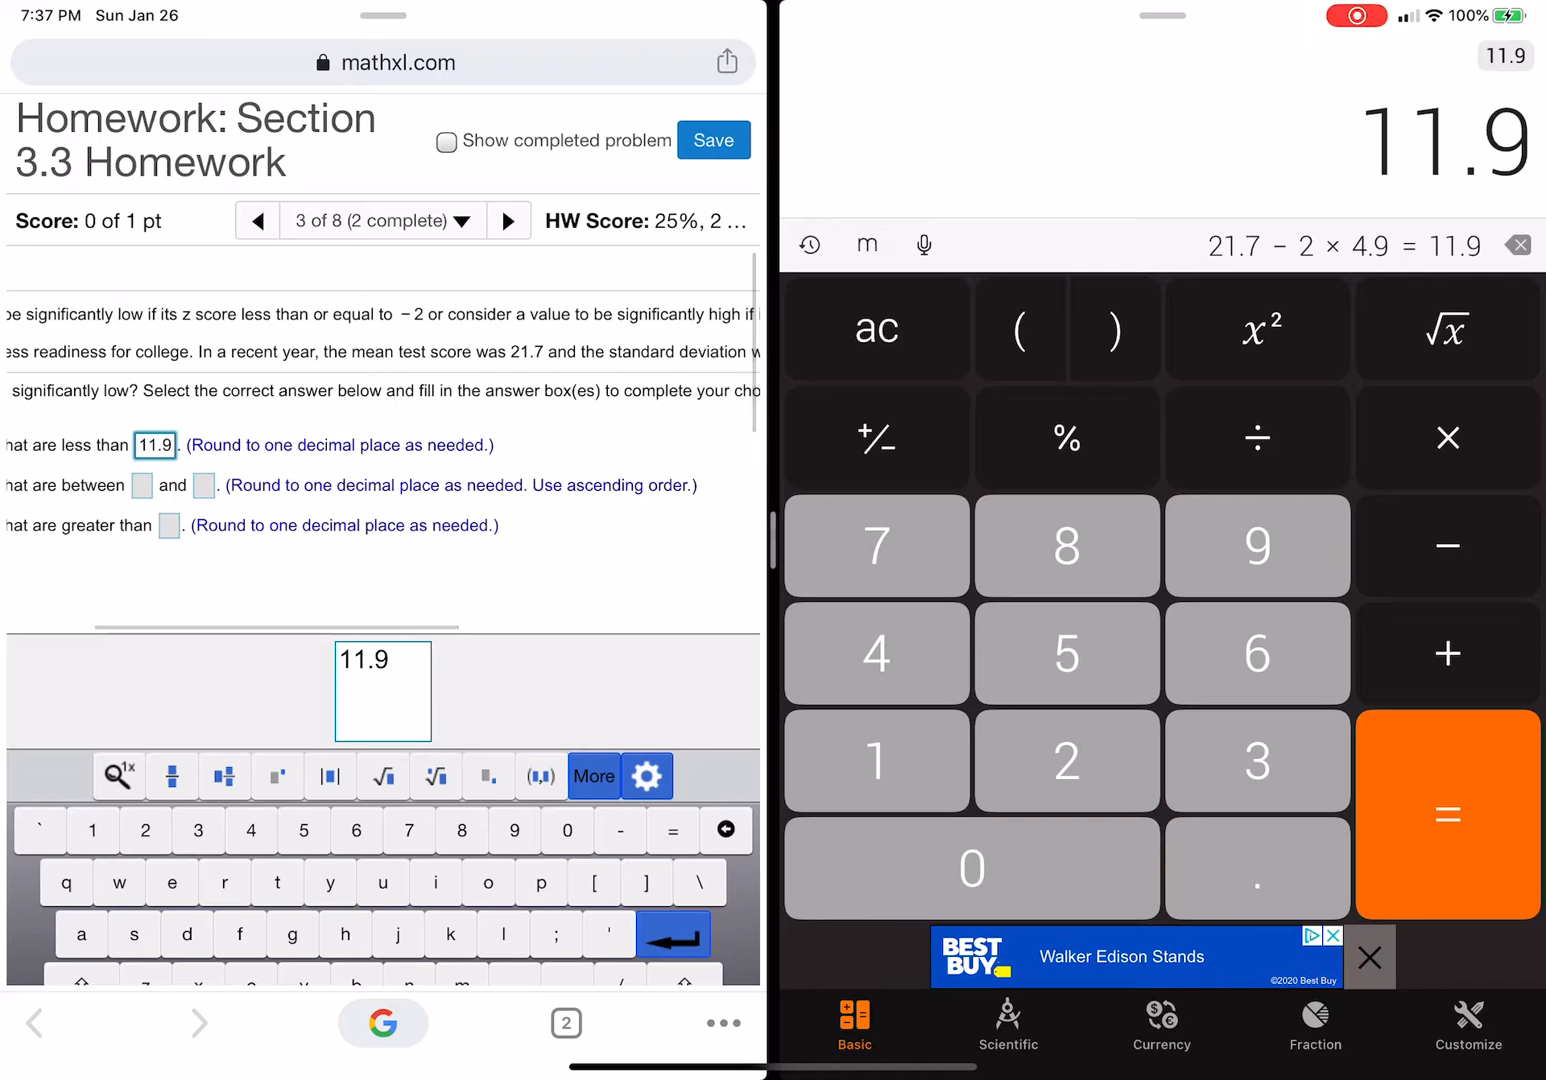 7:37 PM Sun Jan 26
mathxl.com
Homework: Section 3.3 Homework
Show completed problem
Save
Score: 0 of 1 pt
3 of 8 (2 complete)
HW Score: 25%, 2 ...
be significantly low if its z score less than or equal to − 2 or consider a value to be significantly high if i
ess readiness for college. In a recent year, the mean test score was 21.7 and the standard deviation w
significantly low? Select the correct answer below and fill in the answer box(es) to complete your cho
hat are less than 11.9 . (Round to one decimal place as needed.)
hat are between and . (Round to one decimal place as needed. Use ascending order.)
hat are greater than . (Round to one decimal place as needed.)
11.9
1x
More
` 1 2 3 4 5 6 7 8 9 0 - =
q w e r t y u i o p [ ] \
a s d f g h j k l ; '
2
100%
11.9
11.9
m
21.7 − 2 × 4.9 = 11.9
ac ( ) x² √x
+/− % ÷ ×
7 8 9 −
4 5 6 +
1 2 3 =
0 .
BEST BUY
Walker Edison Stands
©2020 Best Buy
Basic Scientific Currency Fraction Customize